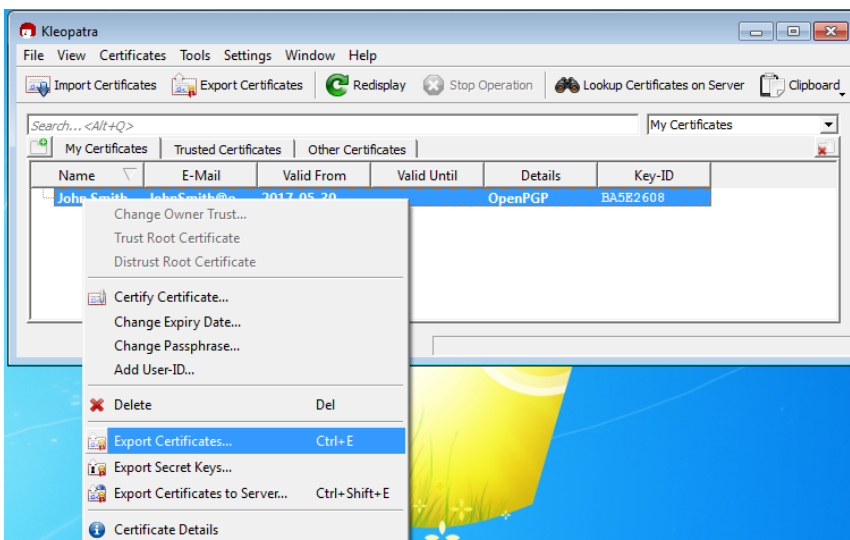 Kleopatra
File View Certificates Tools Settings Window Help
Import Certificates Export Certificates Redisplay Stop Operation Lookup Certificates on Server Clipboard
Search...<Alt+Q> My Certificates
My Certificates Trusted Certificates Other Certificates
Name E-Mail Valid From Valid Until Details Key-ID
John Smith JohnSmith@o... 2017-05-30 OpenPGP BA5E2608
Change Owner Trust...
Trust Root Certificate
Distrust Root Certificate
Certify Certificate...
Change Expiry Date...
Change Passphrase...
Add User-ID...
Delete Del
Export Certificates... Ctrl+E
Export Secret Keys...
Export Certificates to Server... Ctrl+Shift+E
Certificate Details